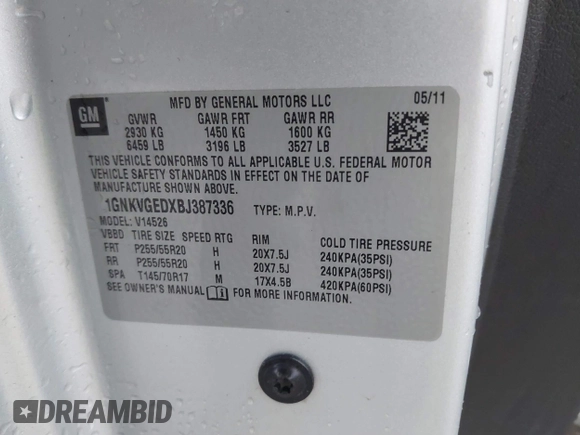 GM
MFD BY GENERAL MOTORS LLC 05/11
GVWR GAWR FRT GAWR RR
2930 KG 1450 KG 1600 KG
6459 LB 3196 LB 3527 LB
THIS VEHICLE CONFORMS TO ALL APPLICABLE U.S. FEDERAL MOTOR
VEHICLE SAFETY STANDARDS IN EFFECT ON THE DATE OF
MANUFACTURE SHOWN ABOVE.
1GNKVGEDXBJ387336 TYPE: M.P.V.
MODEL: V14526
VBBD TIRE SIZE SPEED RTG RIM COLD TIRE PRESSURE
FRT P255/55R20 H 20X7.5J 240KPA(35PSI)
RR P255/55R20 H 20X7.5J 240KPA(35PSI)
SPA T145/70R17 M 17X4.5B 420KPA(60PSI)
SEE OWNER'S MANUAL FOR MORE INFORMATION
DREAMBID